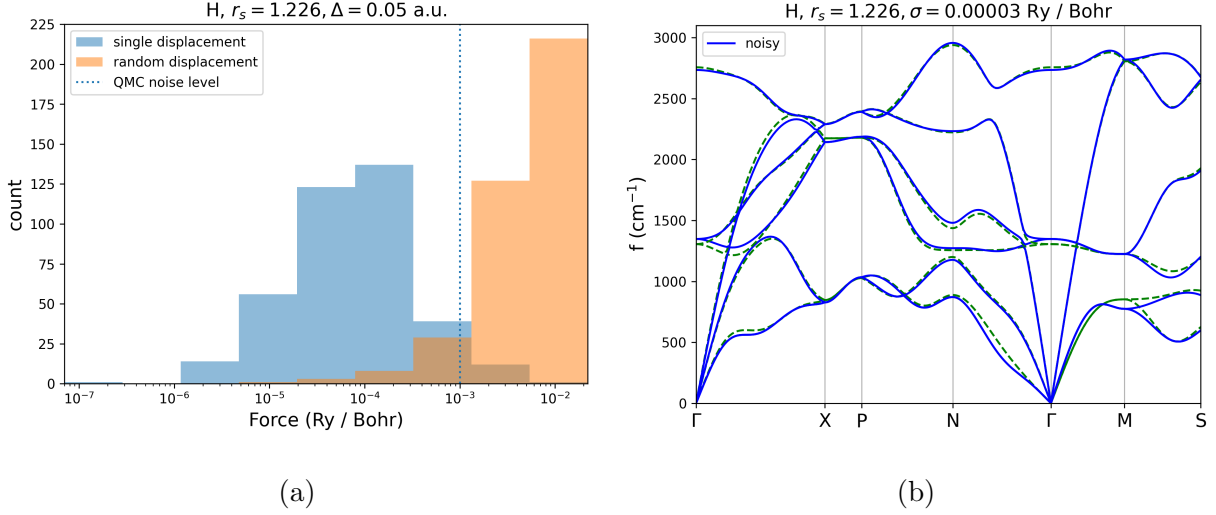 H, $r_s = 1.226, \Delta = 0.05$ a.u.
225
200
175
150
125
100
75
50
25
0
count
single displacement
random displacement
QMC noise level
$10^{-7}$ $10^{-6}$ $10^{-5}$ $10^{-4}$ $10^{-3}$ $10^{-2}$
Force (Ry / Bohr)
(a)
H, $r_s = 1.226, \sigma = 0.00003$ Ry / Bohr
3000
2500
2000
1500
1000
500
0
f (cm$^{-1}$)
noisy
Γ X P N Γ M S
(b)